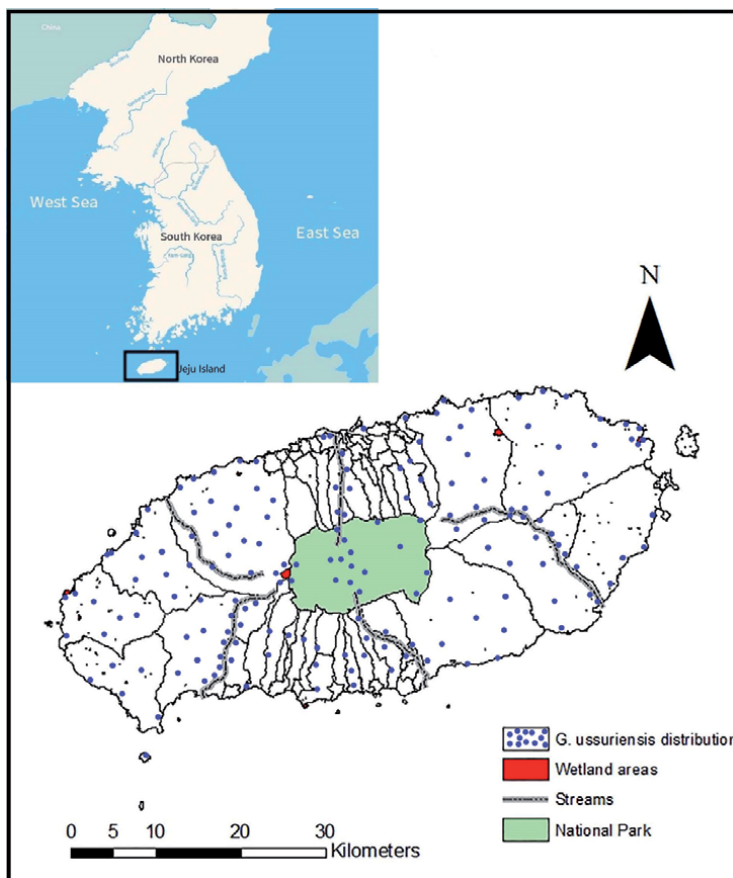 China
North Korea
West Sea
East Sea
South Korea
Jeju Island
N
G. ussuriensis distribution
Wetland areas
Streams
National Park
0 5 10 20 30
Kilometers